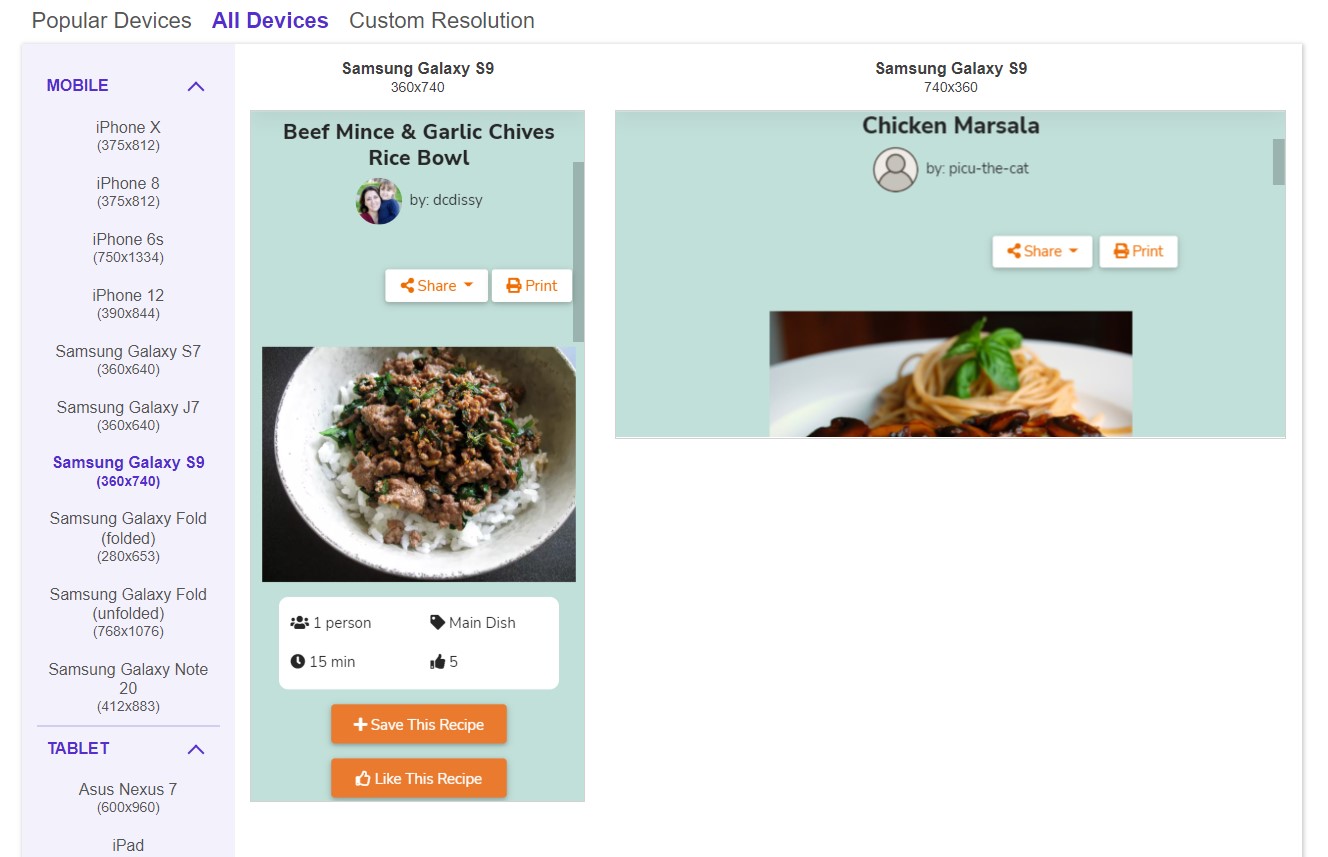 Popular Devices All Devices Custom Resolution
MOBILE
iPhone X
(375x812)
iPhone 8
(375x812)
iPhone 6s
(750x1334)
iPhone 12
(390x844)
Samsung Galaxy S7
(360x640)
Samsung Galaxy J7
(360x640)
Samsung Galaxy S9
(360x740)
Samsung Galaxy Fold
(folded)
(280x653)
Samsung Galaxy Fold
(unfolded)
(768x1076)
Samsung Galaxy Note
20
(412x883)
TABLET
Asus Nexus 7
(600x960)
iPad
Samsung Galaxy S9
360x740
Beef Mince & Garlic Chives
Rice Bowl
by: dcdissy
Share Print
1 person Main Dish
15 min 5
Save This Recipe
Like This Recipe
Samsung Galaxy S9
740x360
Chicken Marsala
by: picu-the-cat
Share Print